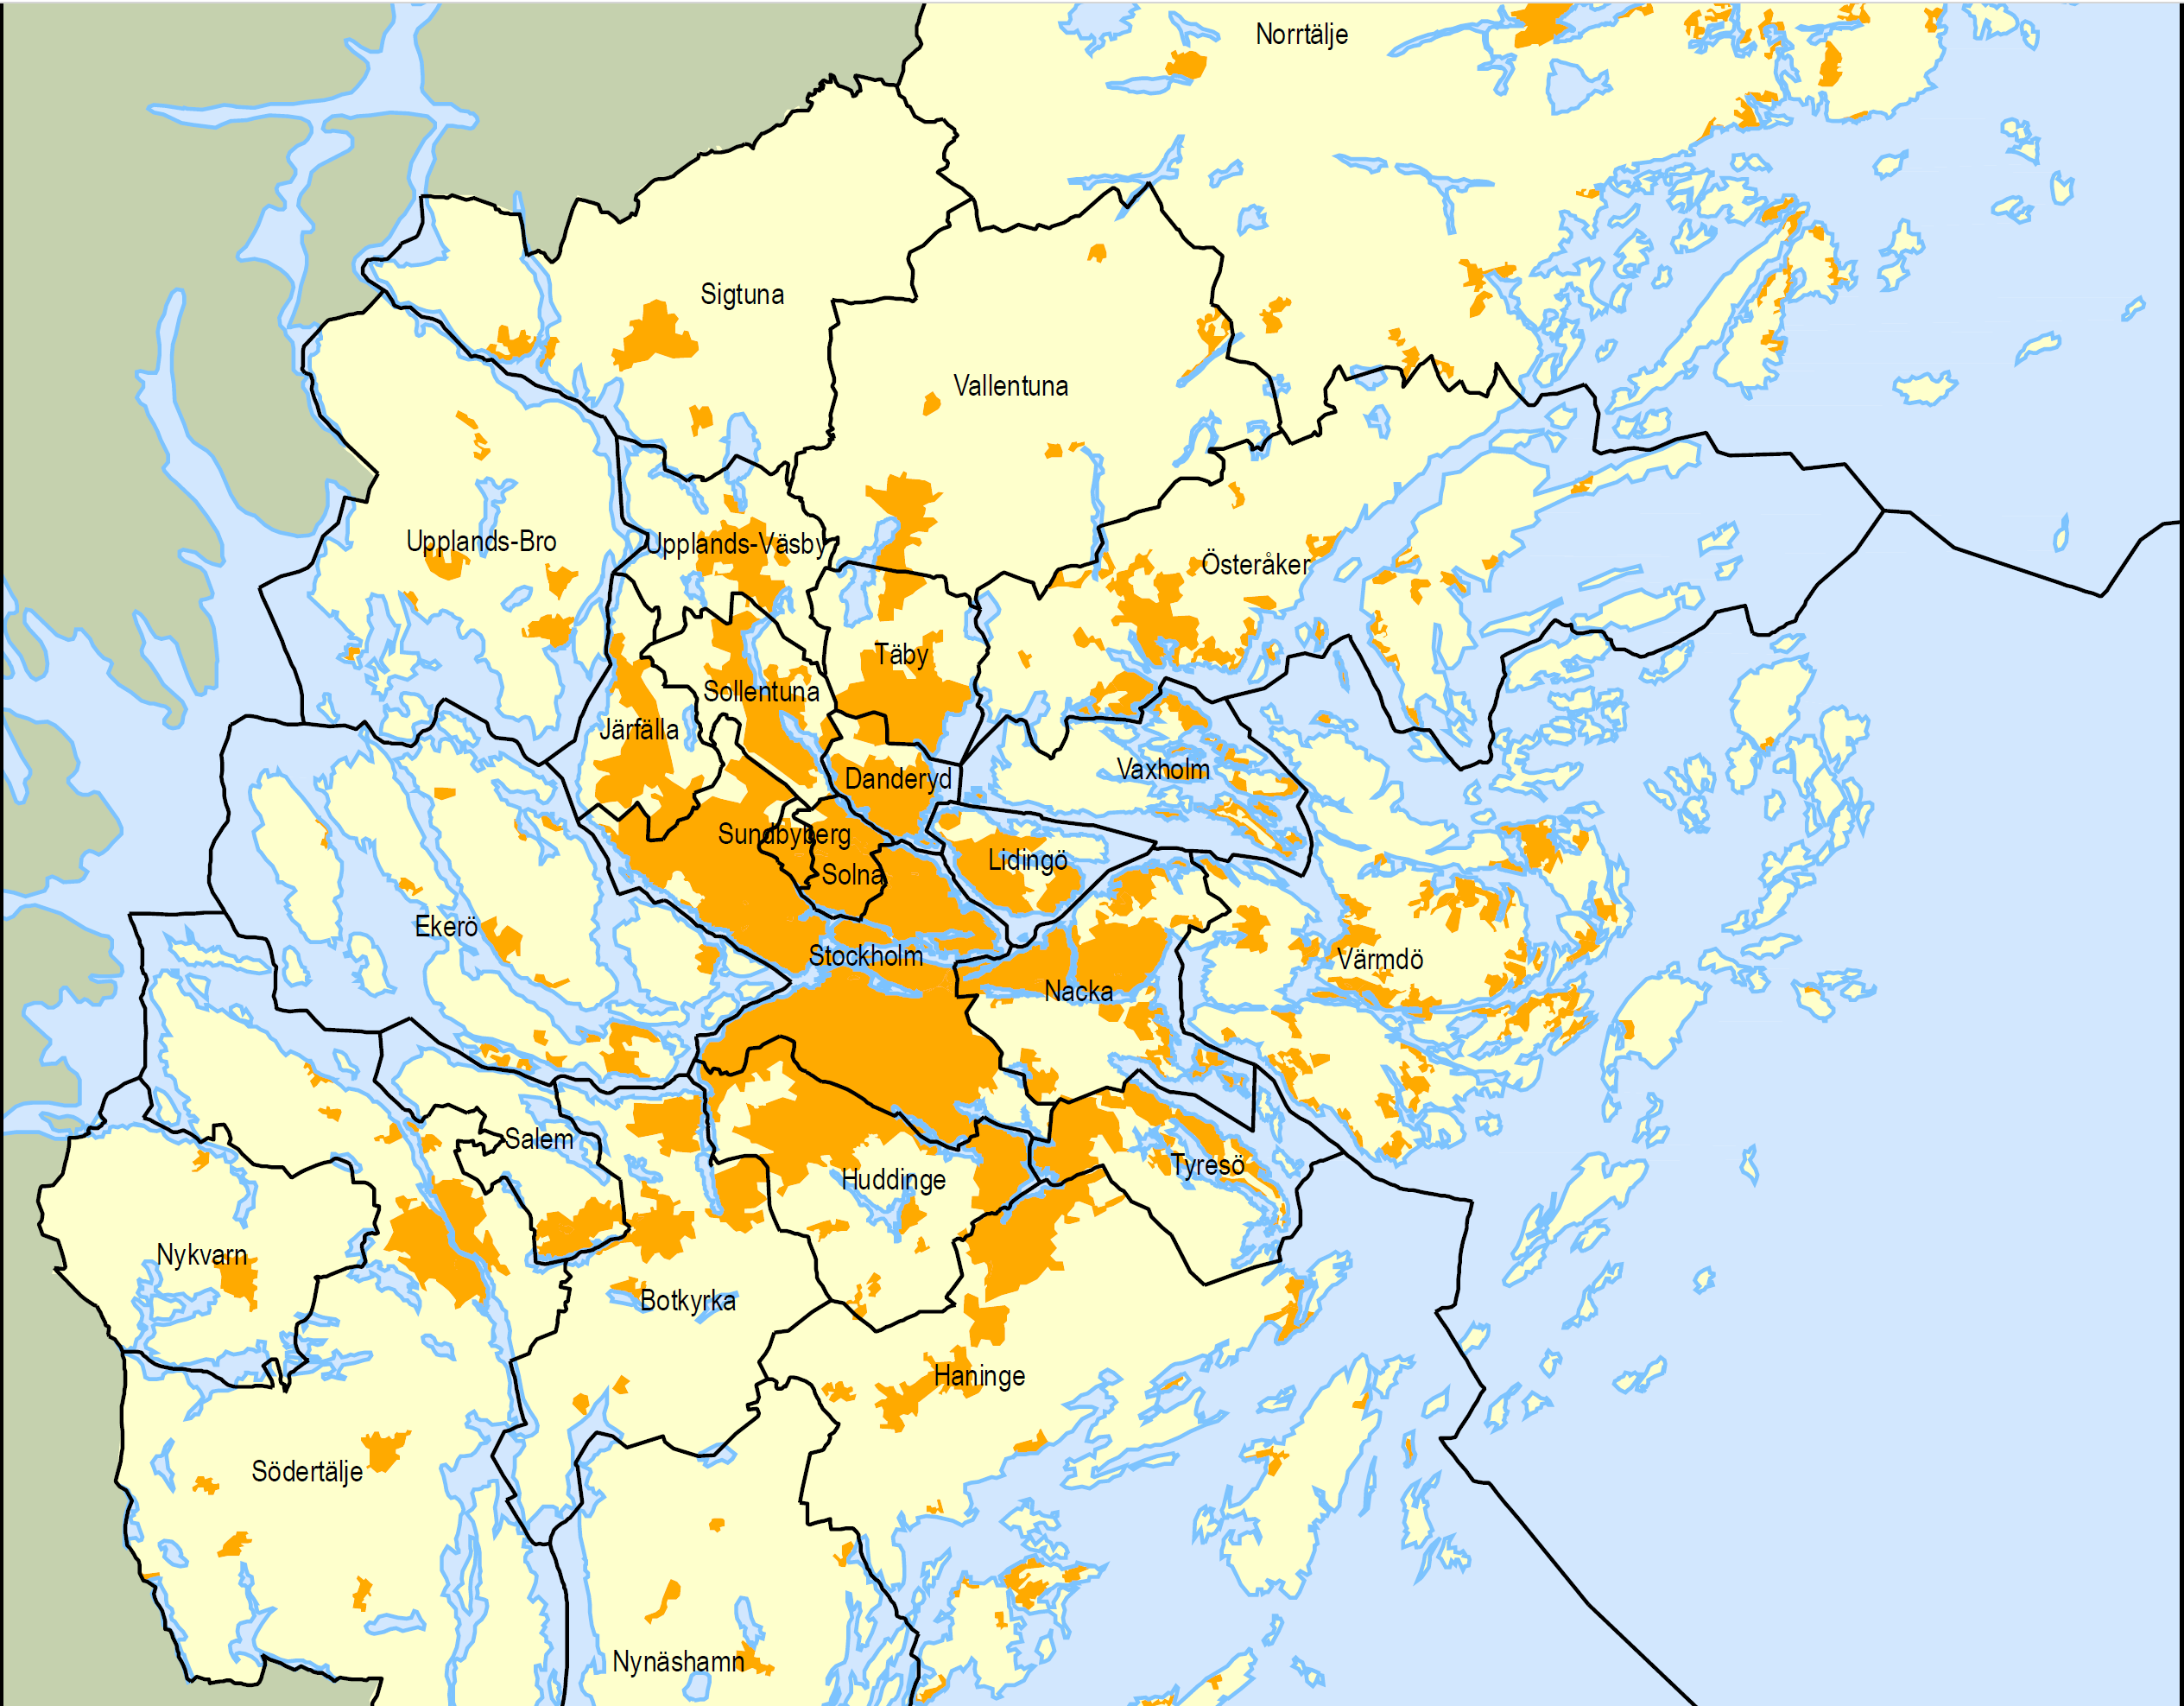 Norrtälje
Sigtuna
Vallentuna
Upplands-Bro
Upplands-Väsby
Österåker
Täby
Sollentuna
Järfälla
Vaxholm
Danderyd
Sundbyberg
Lidingö
Solna
Ekerö
Stockholm
Värmdö
Nacka
Salem
Tyresö
Huddinge
Nykvarn
Botkyrka
Haninge
Södertälje
Nynäshamn